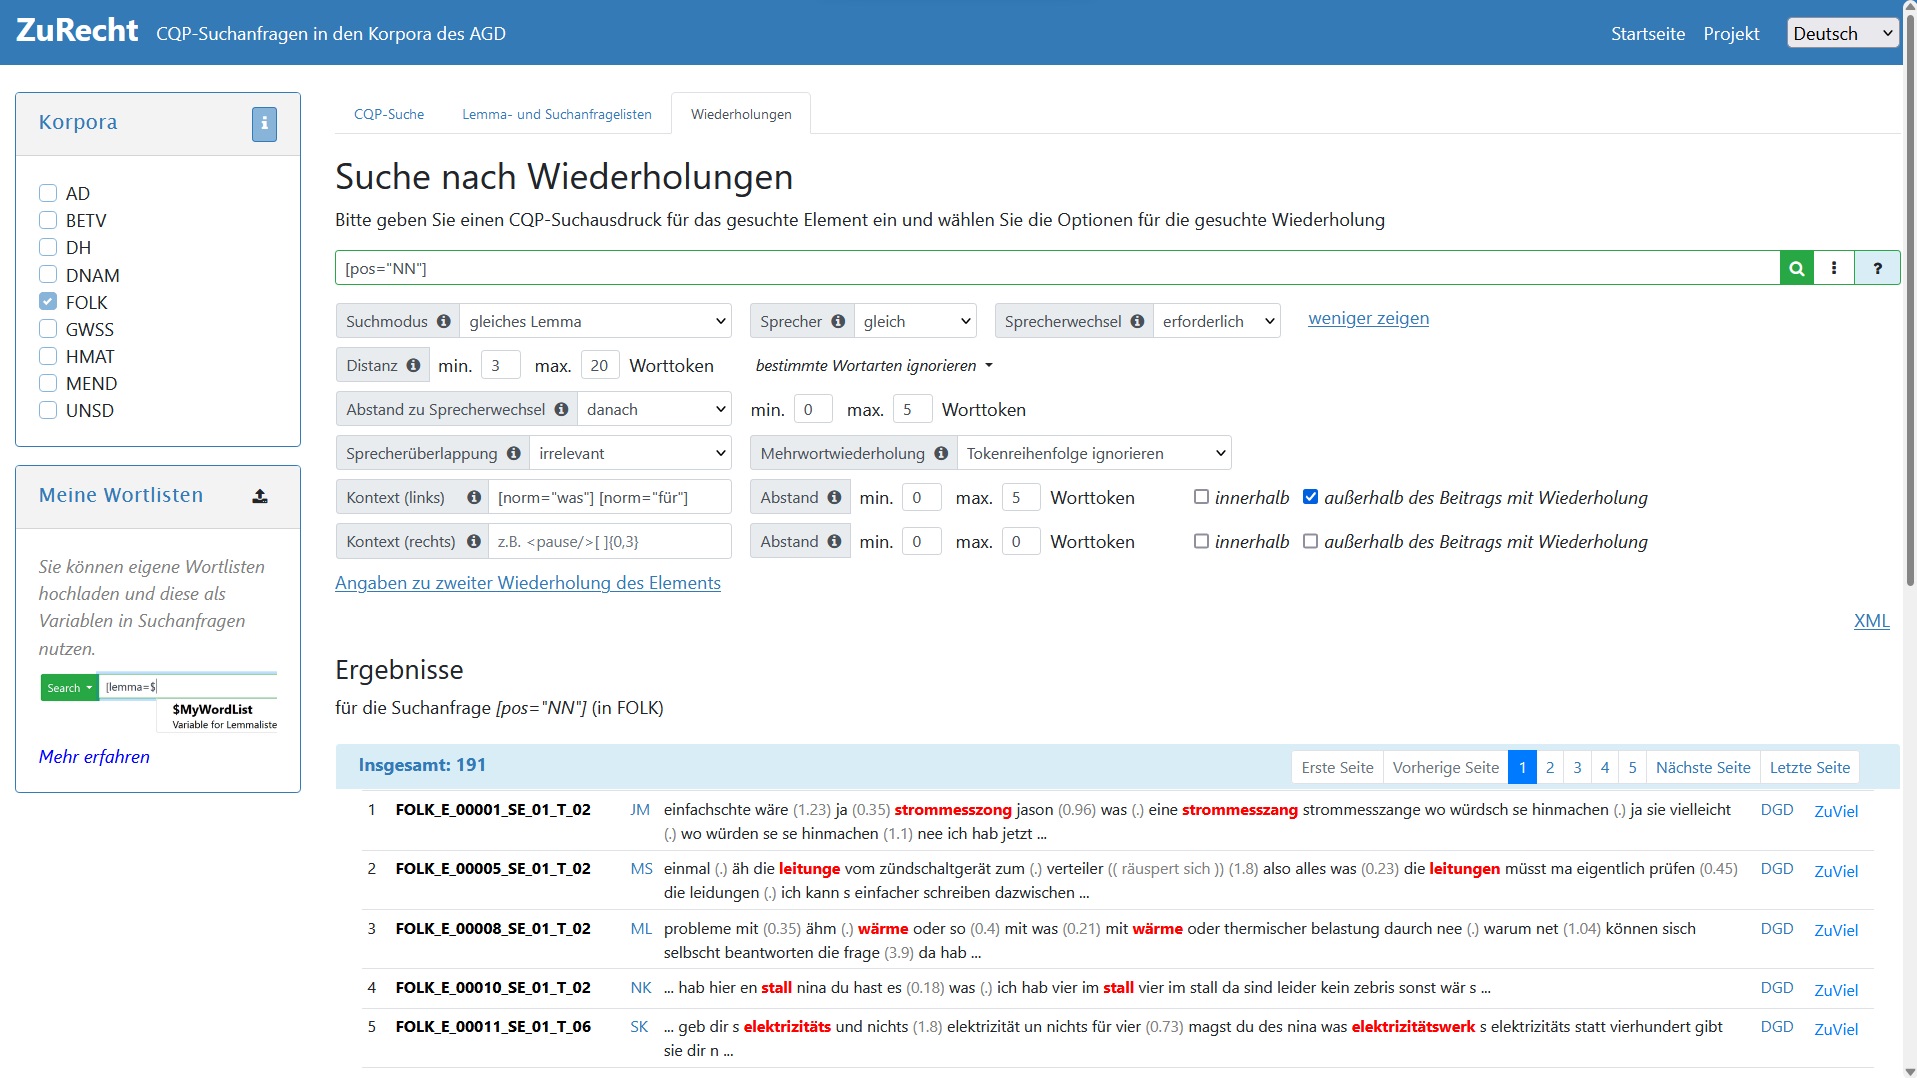 ZuRecht CQP-Suchanfragen in den Korpora des AGD Startseite Projekt Deutsch
Korpora
AD
BETV
DH
DNAM
FOLK
GWSS
HMAT
MEND
UNSD
Meine Wortlisten
Sie können eigene Wortlisten
hochladen und diese als
Variablen in Suchanfragen
nutzen.
Search [lemma=$
$MyWordList
Variable for Lemmaliste
Mehr erfahren
CQP-Suche Lemma- und Suchanfragelisten Wiederholungen
Suche nach Wiederholungen
Bitte geben Sie einen CQP-Suchausdruck für das gesuchte Element ein und wählen Sie die Optionen für die gesuchte Wiederholung
[pos="NN"] ?
Suchmodus gleiches Lemma Sprecher gleich Sprecherwechsel erforderlich weniger zeigen
Distanz min. 3 max. 20 Worttoken bestimmte Wortarten ignorieren
Abstand zu Sprecherwechsel danach min. 0 max. 5 Worttoken
Sprecherüberlappung irrelevant Mehrwortwiederholung Tokenreihenfolge ignorieren
Kontext (links) [norm="was"] [norm="für"] Abstand min. 0 max. 5 Worttoken innerhalb außerhalb des Beitrags mit Wiederholung
Kontext (rechts) z.B. <pause/>[ ]{0,3} Abstand min. 0 max. 0 Worttoken innerhalb außerhalb des Beitrags mit Wiederholung
Angaben zu zweiter Wiederholung des Elements
XML
Ergebnisse
für die Suchanfrage [pos="NN"] (in FOLK)
Insgesamt: 191 Erste Seite Vorherige Seite 1 2 3 4 5 Nächste Seite Letzte Seite
1 FOLK_E_00001_SE_01_T_02 JM einfachschte wäre (1.23) ja (0.35) strommesszong jason (0.96) was (.) eine strommesszang strommesszange wo würdsch se hinmachen (.) ja sie vielleicht DGD ZuViel
(.) wo würden se se hinmachen (1.1) nee ich hab jetzt ...
2 FOLK_E_00005_SE_01_T_02 MS einmal (.) äh die leitunge vom zündschaltgerät zum (.) verteiler (( räuspert sich )) (1.8) also alles was (0.23) die leitungen müsst ma eigentlich prüfen (0.45) DGD ZuViel
die leidungen (.) ich kann s einfacher schreiben dazwischen ...
3 FOLK_E_00008_SE_01_T_02 ML probleme mit (0.35) ähm (.) wärme oder so (0.4) mit was (0.21) mit wärme oder thermischer belastung daurch nee (.) warum net (1.04) können sisch DGD ZuViel
selbscht beantworten die frage (3.9) da hab ...
4 FOLK_E_00010_SE_01_T_02 NK ... hab hier en stall nina du hast es (0.18) was (.) ich hab vier im stall vier im stall da sind leider kein zebris sonst wär s ... DGD ZuViel
5 FOLK_E_00011_SE_01_T_06 SK ... geb dir s elektrizitäts und nichts (1.8) elektrizität un nichts für vier (0.73) magst du des nina was elektrizitätswerk s elektrizitäts statt vierhundert gibt DGD ZuViel
sie dir n ...